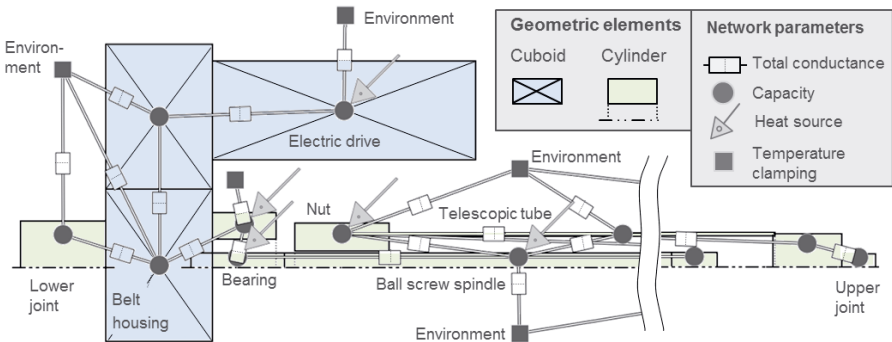 Environment
Environ-
ment
Electric drive
Geometric elements
Cuboid
Cylinder
Network parameters
Total conductance
Capacity
Heat source
Temperature
clamping
Environment
Nut
Telescopic tube
Lower
joint
Belt
housing
Bearing
Ball screw spindle
Upper
joint
Environment